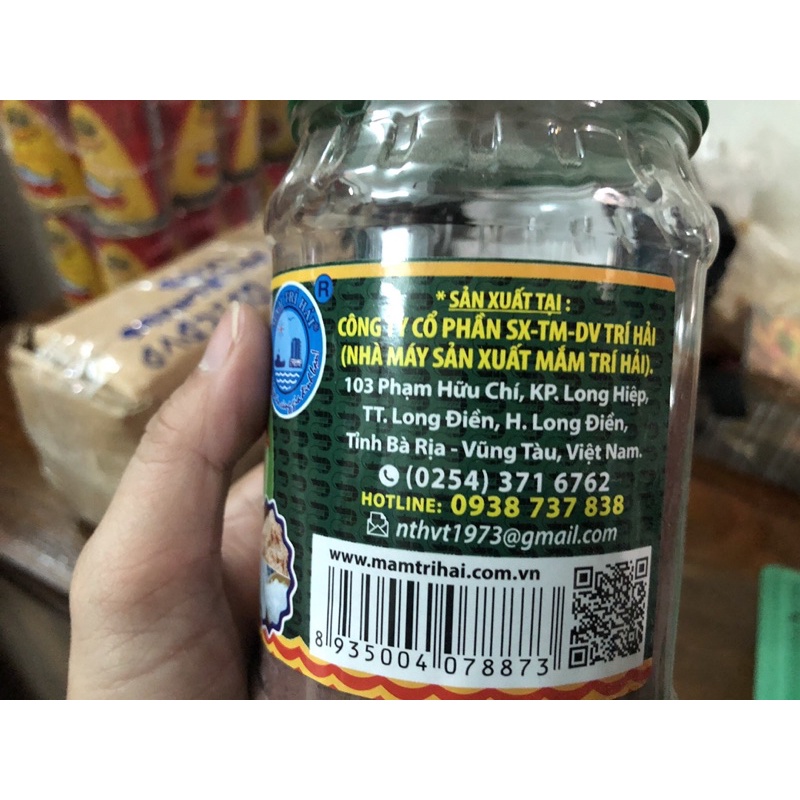 TRÍ HẢI
®
* SẢN XUẤT TẠI :
CÔNG TY CỔ PHẦN SX-TM-DV TRÍ HẢI
(NHÀ MÁY SẢN XUẤT MẮM TRÍ HẢI).
103 Phạm Hữu Chí, KP. Long Hiệp,
TT. Long Điền, H. Long Điền,
Tỉnh Bà Rịa - Vũng Tàu, Việt Nam.
(0254) 371 6762
HOTLINE: 0938 737 838
nthvt1973@gmail.com
www.mamtrihai.com.vn
8 935004 078873